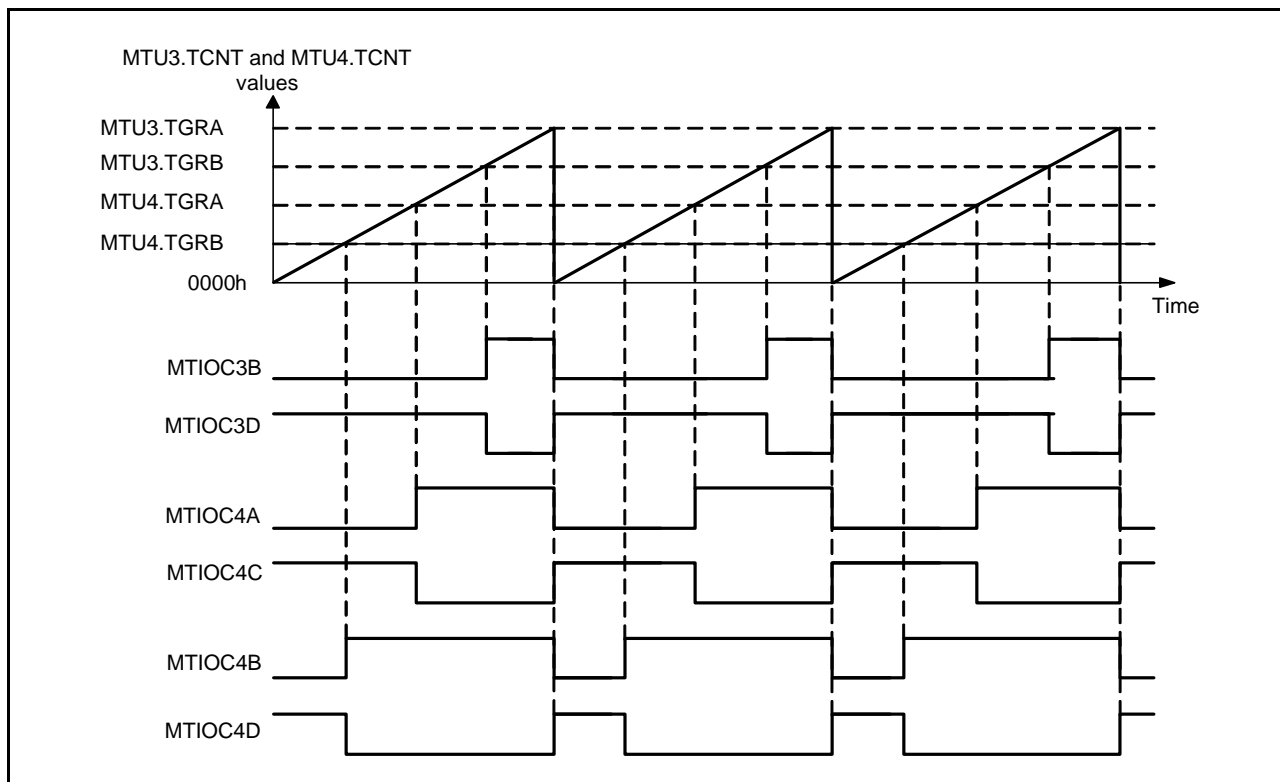 MTU3.TCNT and MTU4.TCNT
values
MTU3.TGRA
MTU3.TGRB
MTU4.TGRA
MTU4.TGRB
0000h
Time
MTIOC3B
MTIOC3D
MTIOC4A
MTIOC4C
MTIOC4B
MTIOC4D